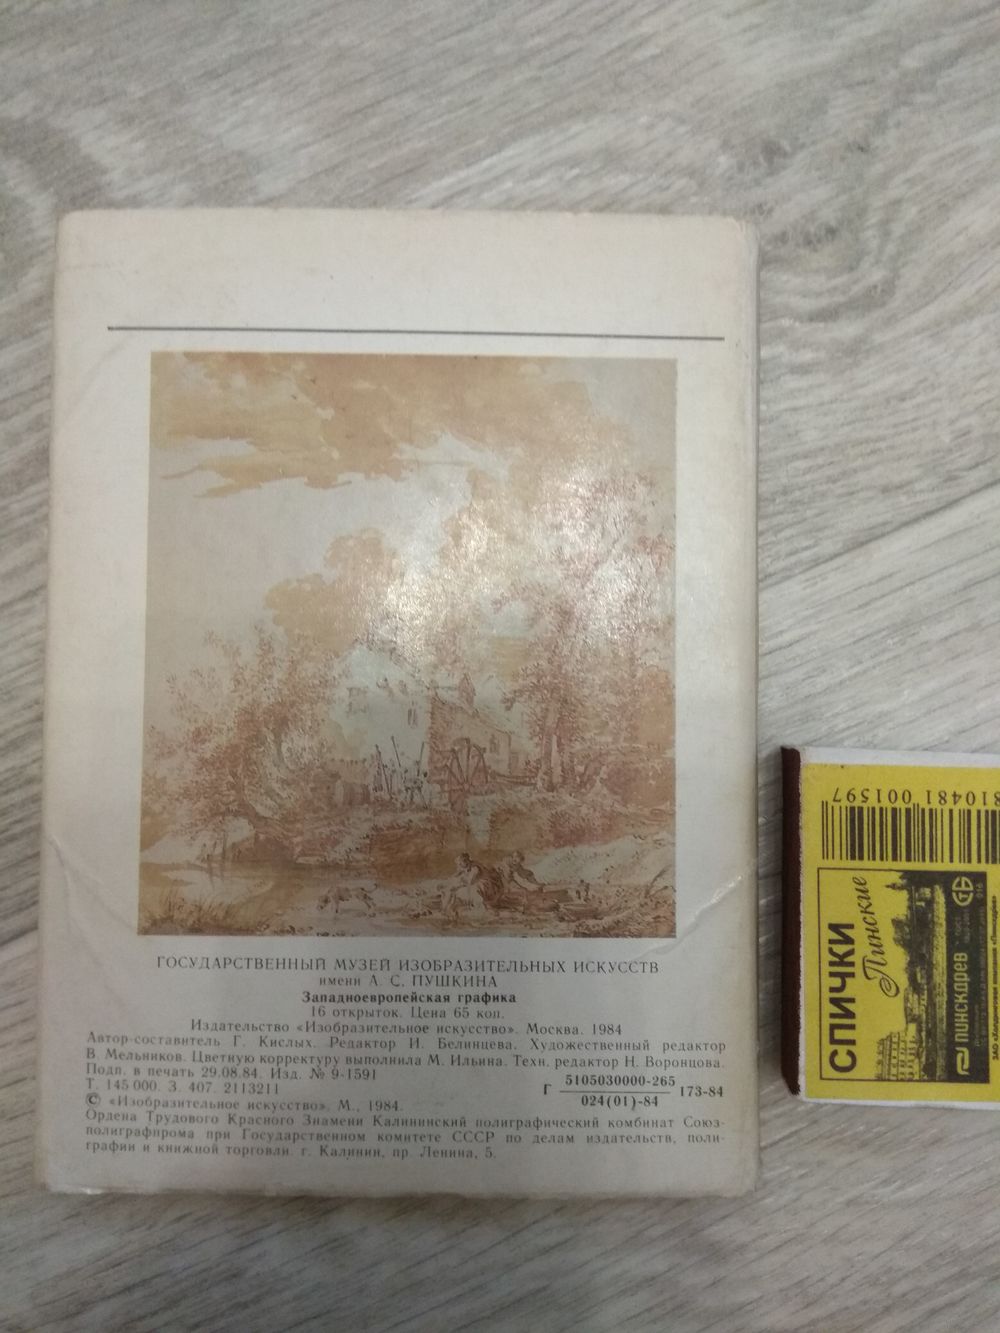 ГОСУДАРСТВЕННЫЙ МУЗЕЙ ИЗОБРАЗИТЕЛЬНЫХ ИСКУССТВ
имени А. С. ПУШКИНА
Западноевропейская графика
16 открыток. Цена 65 коп.
Издательство «Изобразительное искусство». Москва. 1984
Автор-составитель Г. Кислых. Редактор И. Белинцева. Художественный редактор
В. Мельников. Цветную корректуру выполнила М. Ильина. Техн. редактор Н. Воронцова.
Подп. в печать 29.08.84. Изд. № 9-1591
Т. 145 000. З. 407. 2113211
Г 5105030000-265 173-84
024(01)-84
© «Изобразительное искусство». М., 1984.
Ордена Трудового Красного Знамени Калининский полиграфический комбинат Союз-
полиграфпрома при Государственном комитете СССР по делам издательств, поли-
графии и книжной торговли. г. Калинин, пр. Ленина, 5.
810481 001597
СПИЧКИ
Пинские
ПИНСКДРЕВ